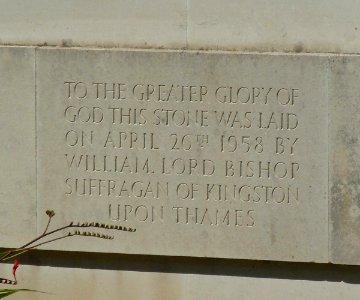 TO THE GREATER GLORY OF
GOD THIS STONE WAS LAID
ON APRIL 26TH 1958 BY
WILLIAM. LORD BISHOP
SUFFRAGAN OF KINGSTON
UPON THAMES